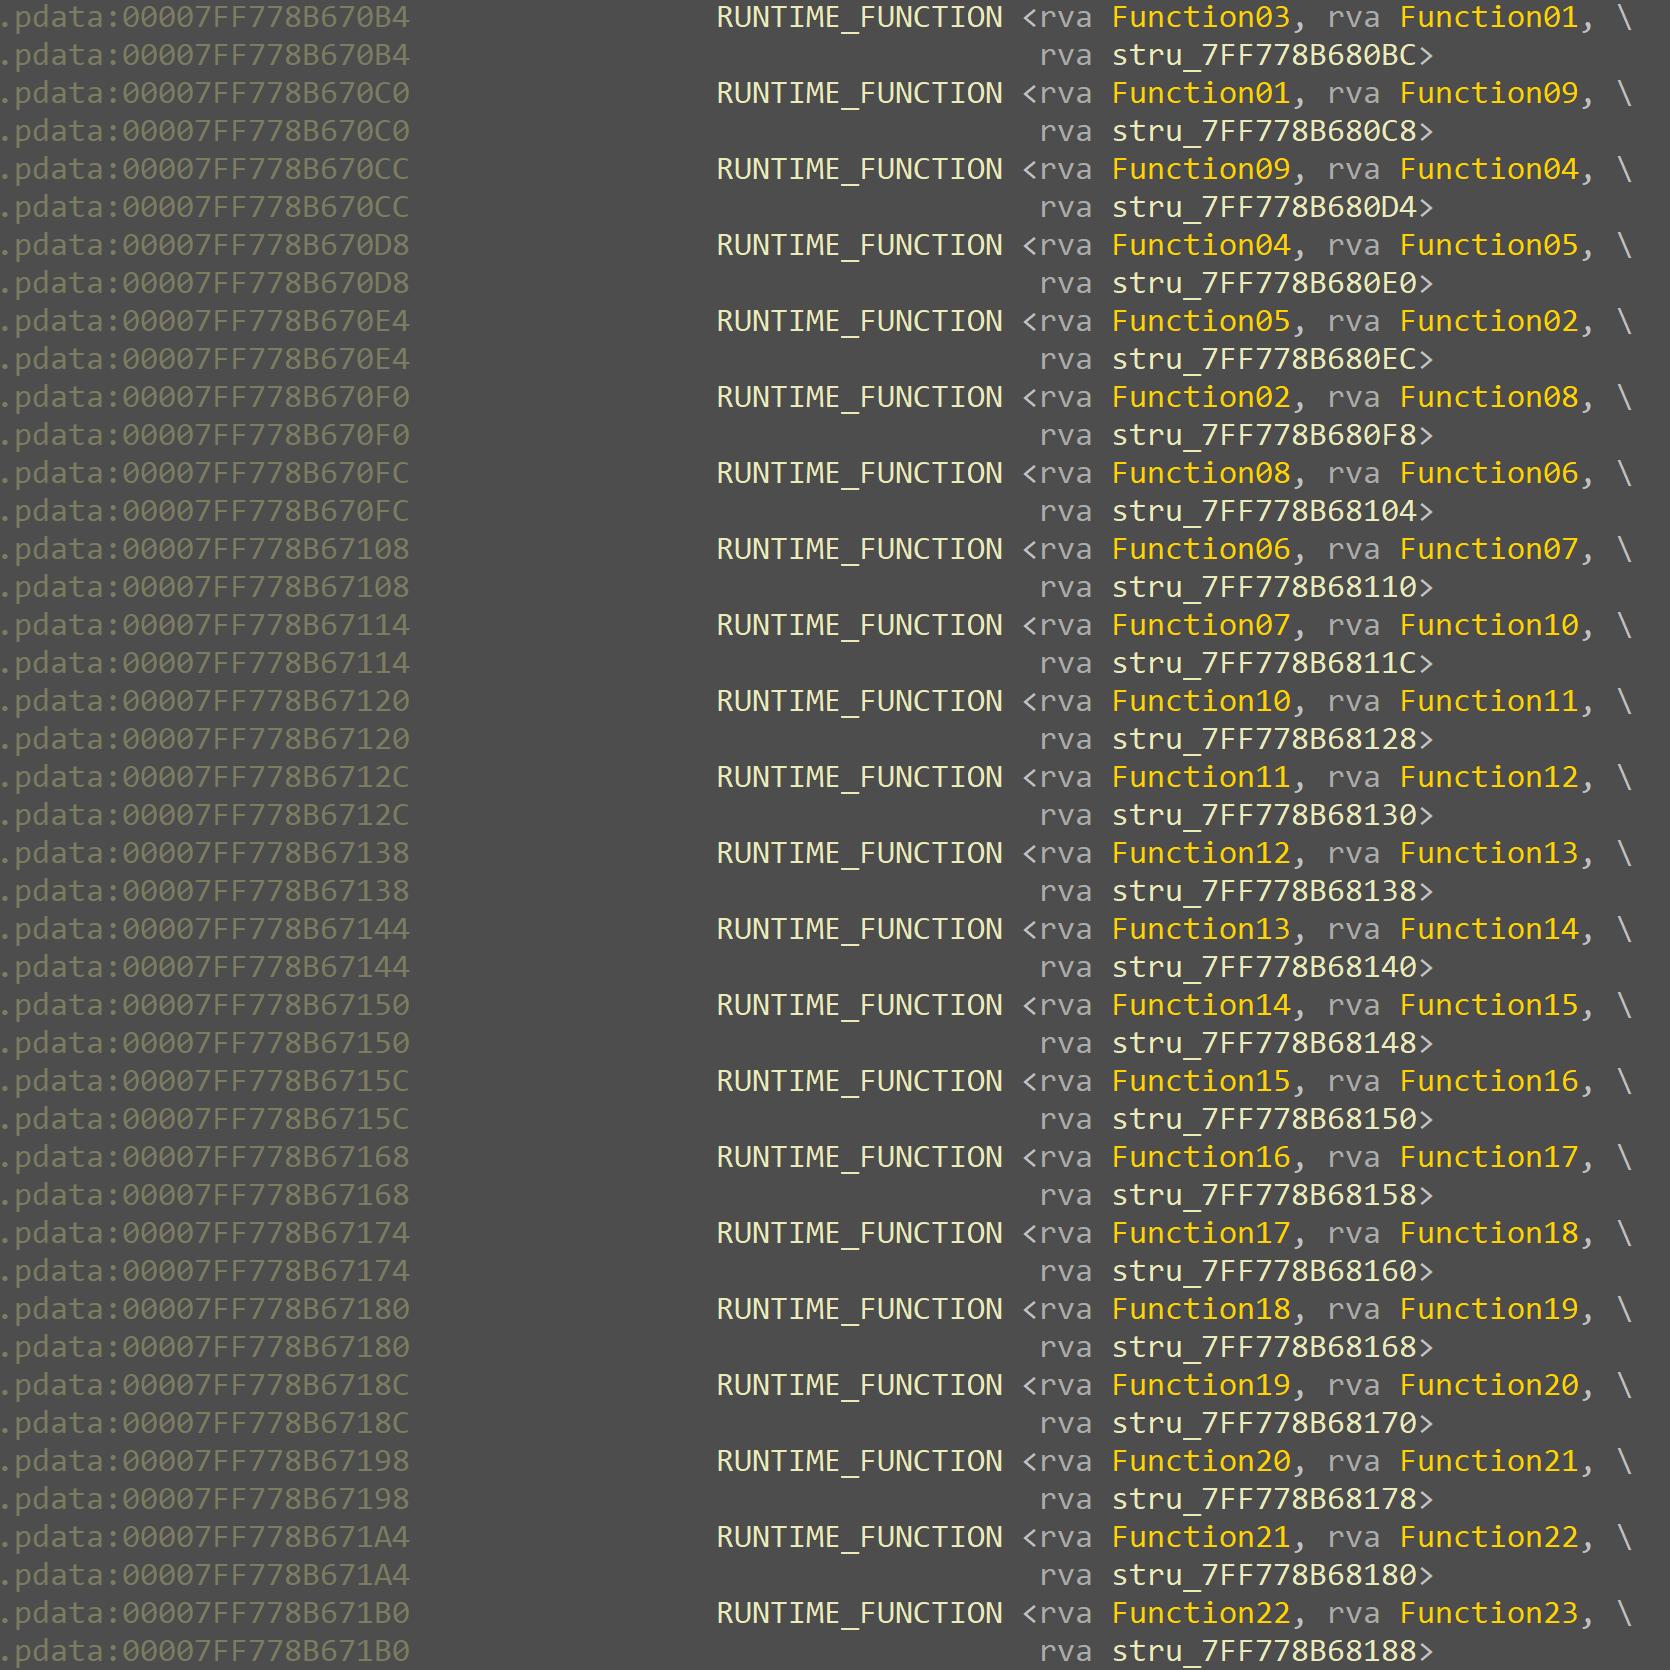 .pdata:00007FF778B670B4 RUNTIME_FUNCTION <rva Function03, rva Function01, \
.pdata:00007FF778B670B4 rva stru_7FF778B680BC>
.pdata:00007FF778B670C0 RUNTIME_FUNCTION <rva Function01, rva Function09, \
.pdata:00007FF778B670C0 rva stru_7FF778B680C8>
.pdata:00007FF778B670CC RUNTIME_FUNCTION <rva Function09, rva Function04, \
.pdata:00007FF778B670CC rva stru_7FF778B680D4>
.pdata:00007FF778B670D8 RUNTIME_FUNCTION <rva Function04, rva Function05, \
.pdata:00007FF778B670D8 rva stru_7FF778B680E0>
.pdata:00007FF778B670E4 RUNTIME_FUNCTION <rva Function05, rva Function02, \
.pdata:00007FF778B670E4 rva stru_7FF778B680EC>
.pdata:00007FF778B670F0 RUNTIME_FUNCTION <rva Function02, rva Function08, \
.pdata:00007FF778B670F0 rva stru_7FF778B680F8>
.pdata:00007FF778B670FC RUNTIME_FUNCTION <rva Function08, rva Function06, \
.pdata:00007FF778B670FC rva stru_7FF778B68104>
.pdata:00007FF778B67108 RUNTIME_FUNCTION <rva Function06, rva Function07, \
.pdata:00007FF778B67108 rva stru_7FF778B68110>
.pdata:00007FF778B67114 RUNTIME_FUNCTION <rva Function07, rva Function10, \
.pdata:00007FF778B67114 rva stru_7FF778B6811C>
.pdata:00007FF778B67120 RUNTIME_FUNCTION <rva Function10, rva Function11, \
.pdata:00007FF778B67120 rva stru_7FF778B68128>
.pdata:00007FF778B6712C RUNTIME_FUNCTION <rva Function11, rva Function12, \
.pdata:00007FF778B6712C rva stru_7FF778B68130>
.pdata:00007FF778B67138 RUNTIME_FUNCTION <rva Function12, rva Function13, \
.pdata:00007FF778B67138 rva stru_7FF778B68138>
.pdata:00007FF778B67144 RUNTIME_FUNCTION <rva Function13, rva Function14, \
.pdata:00007FF778B67144 rva stru_7FF778B68140>
.pdata:00007FF778B67150 RUNTIME_FUNCTION <rva Function14, rva Function15, \
.pdata:00007FF778B67150 rva stru_7FF778B68148>
.pdata:00007FF778B6715C RUNTIME_FUNCTION <rva Function15, rva Function16, \
.pdata:00007FF778B6715C rva stru_7FF778B68150>
.pdata:00007FF778B67168 RUNTIME_FUNCTION <rva Function16, rva Function17, \
.pdata:00007FF778B67168 rva stru_7FF778B68158>
.pdata:00007FF778B67174 RUNTIME_FUNCTION <rva Function17, rva Function18, \
.pdata:00007FF778B67174 rva stru_7FF778B68160>
.pdata:00007FF778B67180 RUNTIME_FUNCTION <rva Function18, rva Function19, \
.pdata:00007FF778B67180 rva stru_7FF778B68168>
.pdata:00007FF778B6718C RUNTIME_FUNCTION <rva Function19, rva Function20, \
.pdata:00007FF778B6718C rva stru_7FF778B68170>
.pdata:00007FF778B67198 RUNTIME_FUNCTION <rva Function20, rva Function21, \
.pdata:00007FF778B67198 rva stru_7FF778B68178>
.pdata:00007FF778B671A4 RUNTIME_FUNCTION <rva Function21, rva Function22, \
.pdata:00007FF778B671A4 rva stru_7FF778B68180>
.pdata:00007FF778B671B0 RUNTIME_FUNCTION <rva Function22, rva Function23, \
.pdata:00007FF778B671B0 rva stru_7FF778B68188>